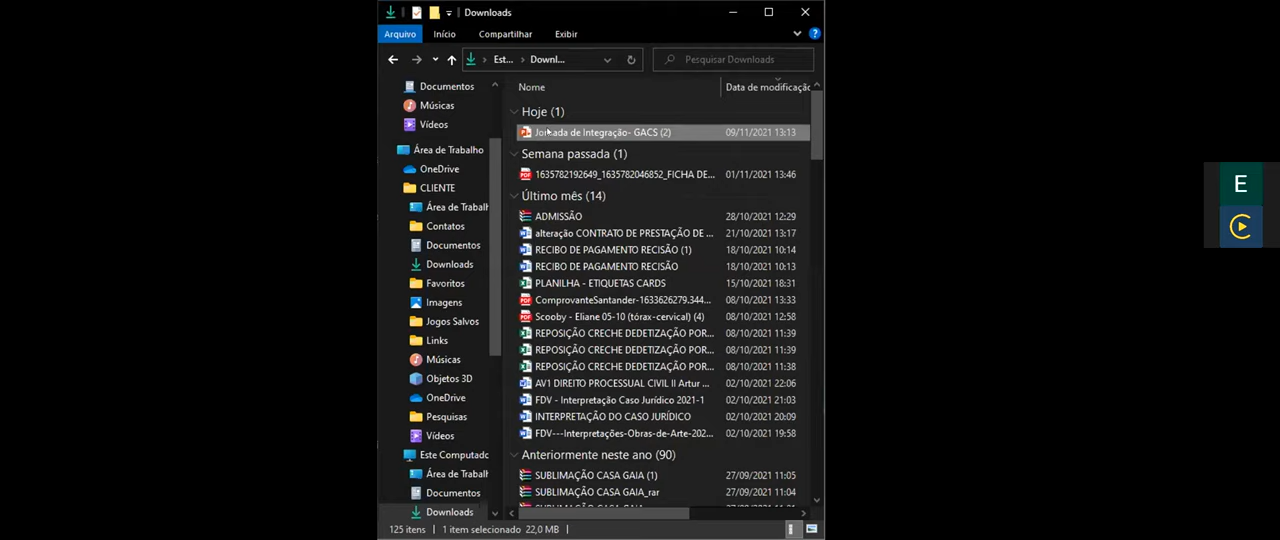 Downloads
Arquivo Início Compartilhar Exibir ?
Est... Downl... Pesquisar Downloads
Documentos
Músicas
Vídeos
Área de Trabalho
OneDrive
CLIENTE
Área de Trabalh
Contatos
Documentos
Downloads
Favoritos
Imagens
Jogos Salvos
Links
Músicas
Objetos 3D
OneDrive
Pesquisas
Vídeos
Este Computado
Área de Trabalh
Documentos
Downloads
Nome Data de modificação
Hoje (1)
Jornada de Integração- GACS (2) 09/11/2021 13:13
Semana passada (1)
1635782192649_1635782046852_FICHA DE... 01/11/2021 13:46
Último mês (14)
ADMISSÃO 28/10/2021 12:29
alteração CONTRATO DE PRESTAÇÃO DE ... 21/10/2021 13:17
RECIBO DE PAGAMENTO RECISÃO (1) 18/10/2021 10:14
RECIBO DE PAGAMENTO RECISÃO 18/10/2021 10:13
PLANILHA - ETIQUETAS CARDS 15/10/2021 18:31
ComprovanteSantander-1633626279.344... 08/10/2021 13:33
Scooby - Eliane 05-10 (tórax-cervical) (4) 08/10/2021 12:58
REPOSIÇÃO CRECHE DEDETIZAÇÃO POR... 08/10/2021 11:39
REPOSIÇÃO CRECHE DEDETIZAÇÃO POR... 08/10/2021 11:39
REPOSIÇÃO CRECHE DEDETIZAÇÃO POR... 08/10/2021 11:38
AV1 DIREITO PROCESSUAL CIVIL II Artur ... 02/10/2021 22:06
FDV - Interpretação Caso Jurídico 2021-1 02/10/2021 21:03
INTERPRETAÇÃO DO CASO JURÍDICO 02/10/2021 20:09
FDV---Interpretações-Obras-de-Arte-202... 02/10/2021 19:58
Anteriormente neste ano (90)
SUBLIMAÇÃO CASA GAIA (1) 27/09/2021 11:05
SUBLIMAÇÃO CASA GAIA_rar 27/09/2021 11:04
125 itens 1 item selecionado 22,0 MB
E